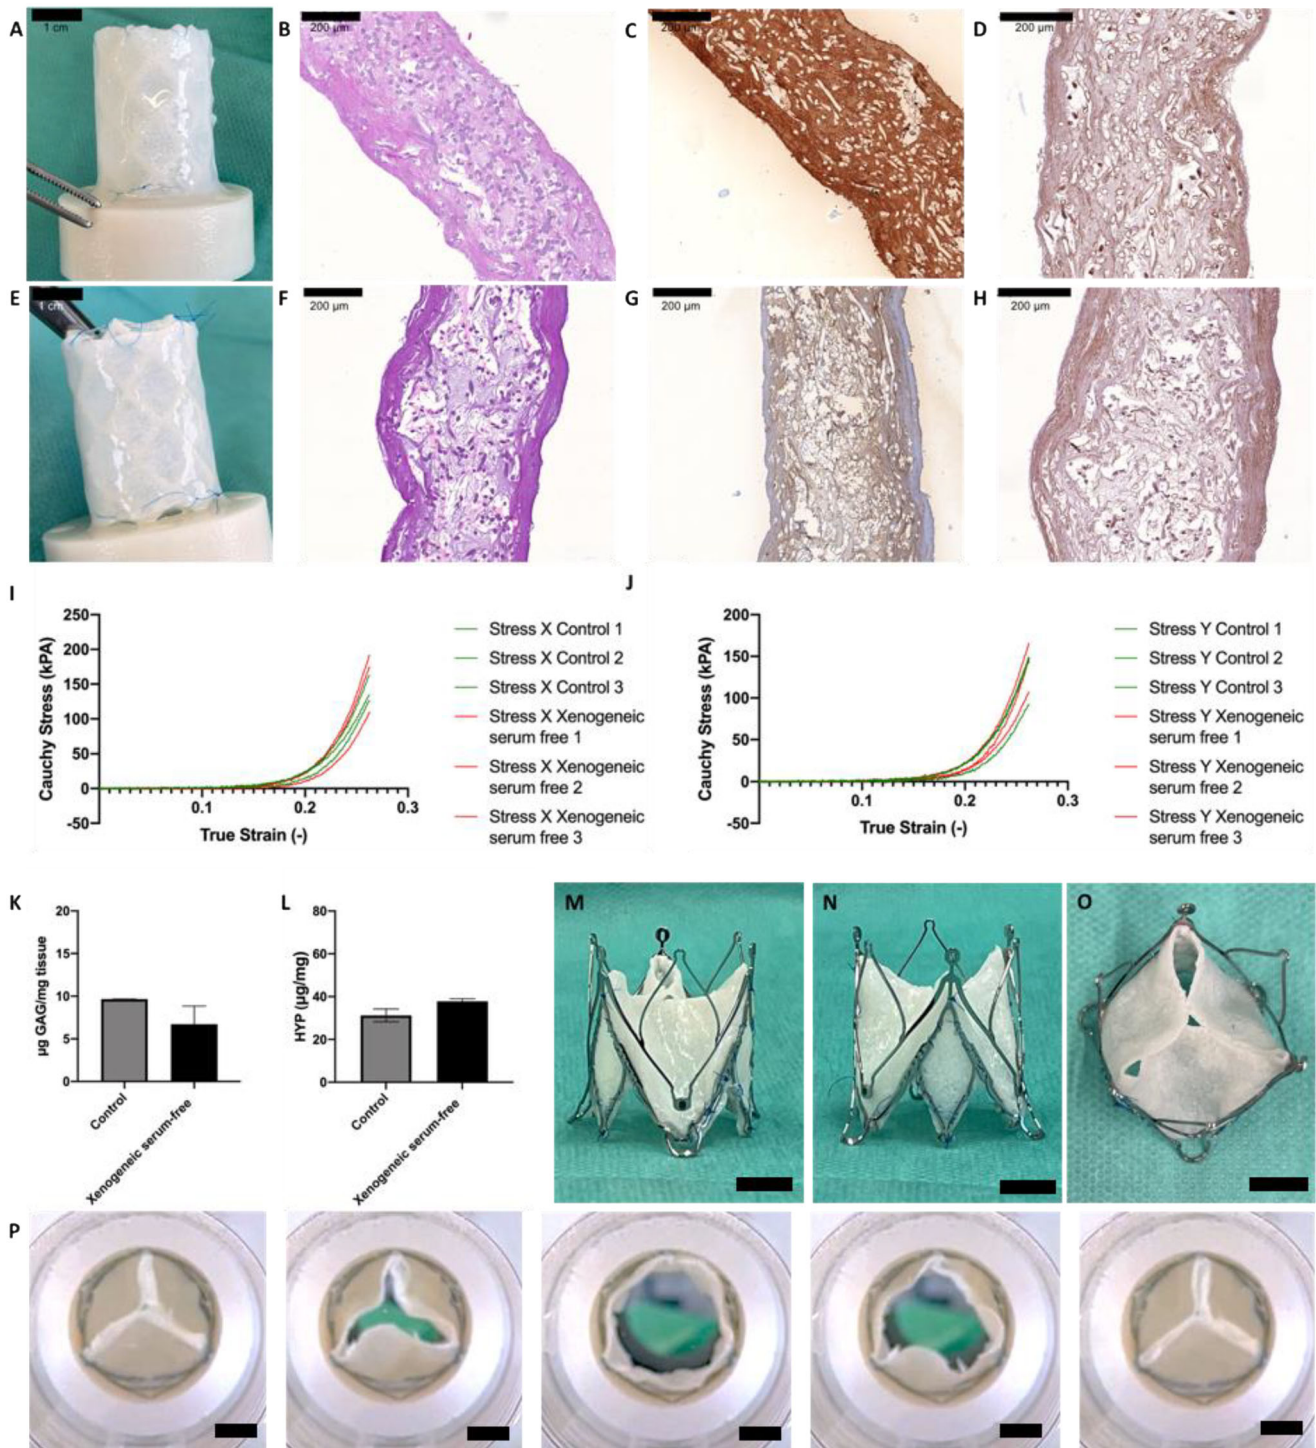 A
1 cm
B
200 µm
C
200 µm
D
200 µm
E
1 cm
F
200 µm
G
200 µm
H
200 µm
I
250
200
150
100
50
0
-50
Cauchy Stress (kPA)
0.1
0.2
0.3
True Strain (-)
Stress X Control 1
Stress X Control 2
Stress X Control 3
Stress X Xenogeneic
serum free 1
Stress X Xenogeneic
serum free 2
Stress X Xenogeneic
serum free 3
J
200
150
100
50
0
-50
Cauchy Stress (kPA)
0.1
0.2
0.3
True Strain (-)
Stress Y Control 1
Stress Y Control 2
Stress Y Control 3
Stress Y Xenogeneic
serum free 1
Stress Y Xenogeneic
serum free 2
Stress Y Xenogeneic
serum free 3
K
20
15
10
5
0
µg GAG/mg tissue
Control
Xenogeneic serum-free
L
80
60
40
20
0
HYP (µg/mg)
Control
Xenogeneic serum-free
M
N
O
P